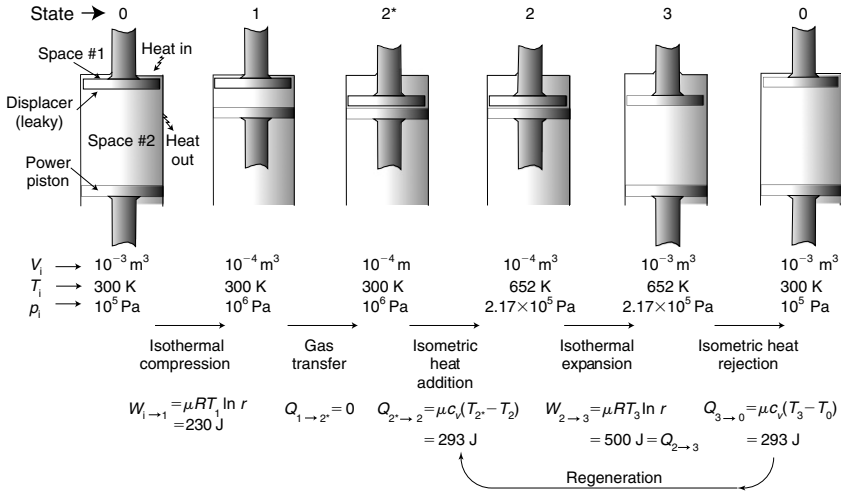 State → 0 1 2* 2 3 0
Space #1
Heat in
Displacer
(leaky)
Space #2
Heat
out
Power
piston
V_i → 10^−3 m^3 10^−4 m^3 10^−4 m 10^−4 m^3 10^−3 m^3 10^−3 m^3
T_i → 300 K 300 K 300 K 652 K 652 K 300 K
p_i → 10^5 Pa 10^6 Pa 10^6 Pa 2.17×10^5 Pa 2.17×10^5 Pa 10^5 Pa
Isothermal
compression
Gas
transfer
Isometric
heat
addition
Isothermal
expansion
Isometric heat
rejection
W_i→1 = μRT_1 ln r
= 230 J
Q_1→2* = 0
Q_2*→2 = μc_v(T_2* − T_2)
= 293 J
W_2→3 = μRT_3 ln r
= 500 J = Q_2→3
Q_3→0 = μc_v(T_3 − T_0)
= 293 J
Regeneration